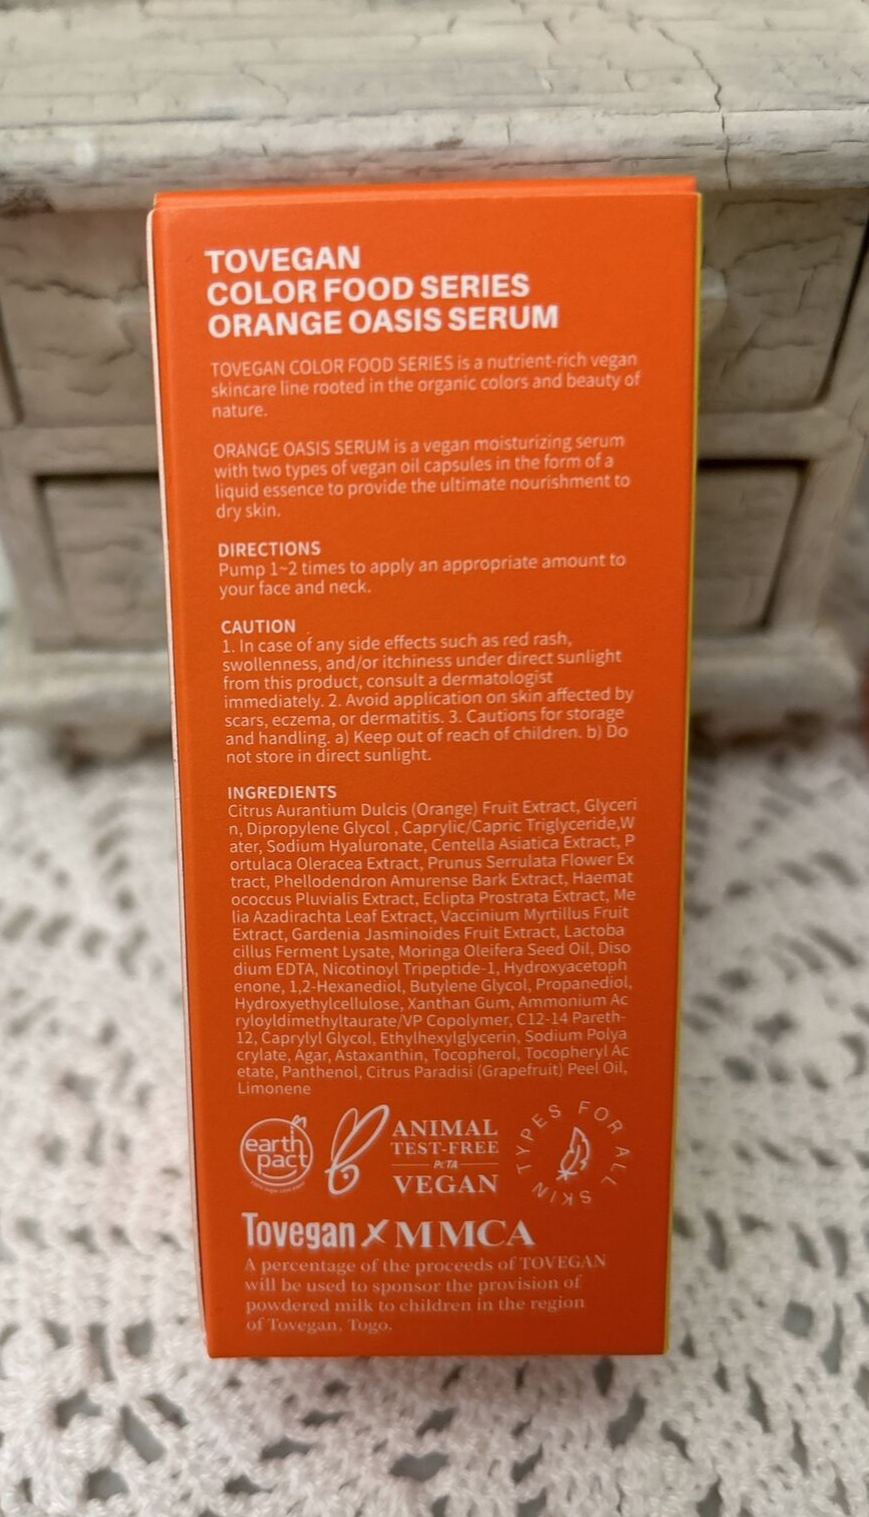 TOVEGAN
COLOR FOOD SERIES
ORANGE OASIS SERUM
TOVEGAN COLOR FOOD SERIES is a nutrient-rich vegan
skincare line rooted in the organic colors and beauty of
nature.
ORANGE OASIS SERUM is a vegan moisturizing serum
with two types of vegan oil capsules in the form of a
liquid essence to provide the ultimate nourishment to
dry skin.
DIRECTIONS
Pump 1~2 times to apply an appropriate amount to
your face and neck.
CAUTION
1. In case of any side effects such as red rash,
swollenness, and/or itchiness under direct sunlight
from this product, consult a dermatologist
immediately. 2. Avoid application on skin affected by
scars, eczema, or dermatitis. 3. Cautions for storage
and handling. a) Keep out of reach of children. b) Do
not store in direct sunlight.
INGREDIENTS
Citrus Aurantium Dulcis (Orange) Fruit Extract, Glyceri
n, Dipropylene Glycol , Caprylic/Capric Triglyceride,W
ater, Sodium Hyaluronate, Centella Asiatica Extract, P
ortulaca Oleracea Extract, Prunus Serrulata Flower Ex
tract, Phellodendron Amurense Bark Extract, Haemat
ococcus Pluvialis Extract, Eclipta Prostrata Extract, Me
lia Azadirachta Leaf Extract, Vaccinium Myrtillus Fruit
Extract, Gardenia Jasminoides Fruit Extract, Lactoba
cillus Ferment Lysate, Moringa Oleifera Seed Oil, Diso
dium EDTA, Nicotinoyl Tripeptide-1, Hydroxyacetoph
enone, 1,2-Hexanediol, Butylene Glycol, Propanediol,
Hydroxyethylcellulose, Xanthan Gum, Ammonium Ac
ryloyldimethyltaurate/VP Copolymer, C12-14 Pareth-
12, Caprylyl Glycol, Ethylhexylglycerin, Sodium Polya
crylate, Agar, Astaxanthin, Tocopherol, Tocopheryl Ac
etate, Panthenol, Citrus Paradisi (Grapefruit) Peel Oil,
Limonene
earth
pact
ANIMAL
TEST-FREE
PETA
VEGAN
TYPES FOR ALL SKIN
Tovegan X MMCA
A percentage of the proceeds of TOVEGAN
will be used to sponsor the provision of
powdered milk to children in the region
of Tovegan, Togo.